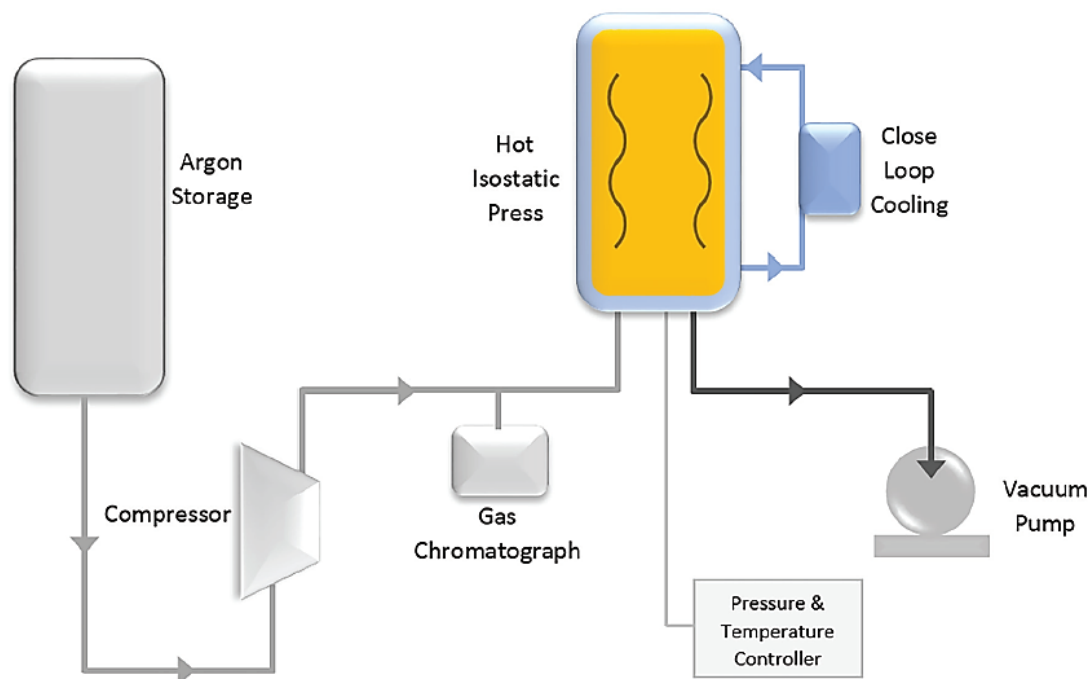 Argon
Storage
Hot
Isostatic
Press
Close
Loop
Cooling
Compressor
Gas
Chromatograph
Vacuum
Pump
Pressure &
Temperature
Controller